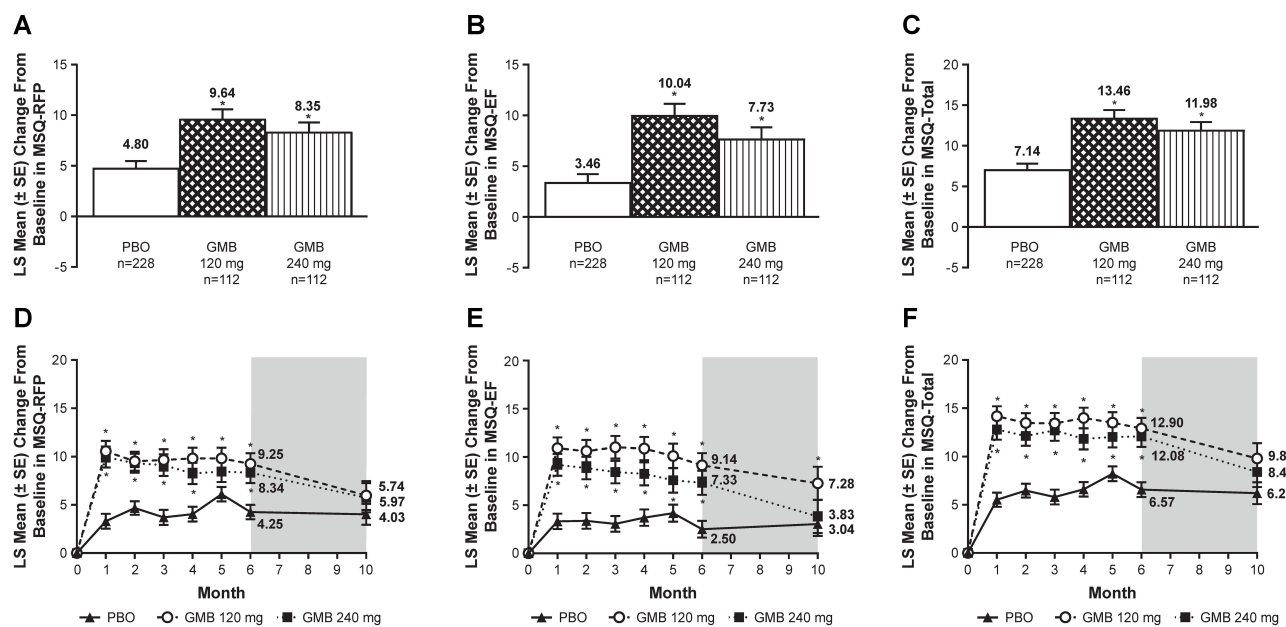 A
LS Mean (± SE) Change From
Baseline in MSQ-RFP
15
10
5
0
-5
4.80
9.64
*
8.35
*
PBO
n=228
GMB
120 mg
n=112
GMB
240 mg
n=112
B
LS Mean (± SE) Change From
Baseline in MSQ-EF
15
10
5
0
-5
3.46
10.04
*
7.73
*
PBO
n=228
GMB
120 mg
n=112
GMB
240 mg
n=112
C
LS Mean (± SE) Change From
Baseline in MSQ-Total
20
15
10
5
0
-5
7.14
13.46
*
11.98
*
PBO
n=228
GMB
120 mg
n=112
GMB
240 mg
n=112
D
LS Mean (± SE) Change From
Baseline in MSQ-RFP
20
15
10
5
0
* * * * * *
* * * * * *
9.25
8.34
4.25
5.74
5.97
4.03
0 1 2 3 4 5 6 7 8 9 10
Month
PBO GMB 120 mg GMB 240 mg
E
LS Mean (± SE) Change From
Baseline in MSQ-EF
20
15
10
5
0
* * * * * * *
* * * * * *
9.14
7.33
2.50
7.28
3.83
3.04
0 1 2 3 4 5 6 7 8 9 10
Month
PBO GMB 120 mg GMB 240 mg
F
LS Mean (± SE) Change From
Baseline in MSQ-Total
20
15
10
5
0
* * * * * *
* * * * * *
12.90
12.08
6.57
9.8
8.4
6.2
0 1 2 3 4 5 6 7 8 9 10
Month
PBO GMB 120 mg GMB 240 mg